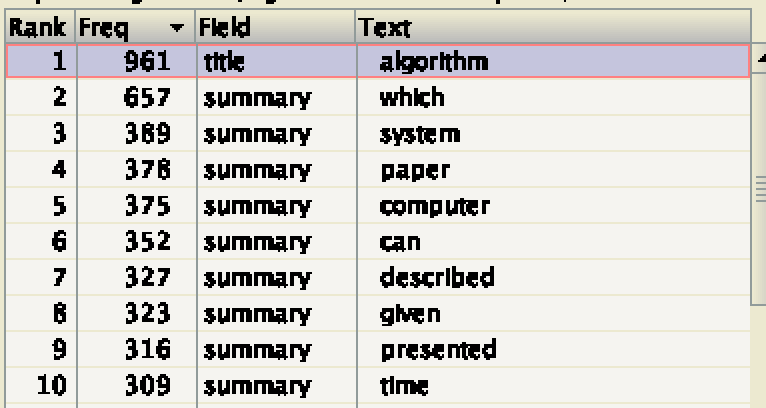 Rank Freq Field Text
1 961 title algorithm
2 657 summary which
3 389 summary system
4 378 summary paper
5 375 summary computer
6 352 summary can
7 327 summary described
8 323 summary given
9 316 summary presented
10 309 summary time